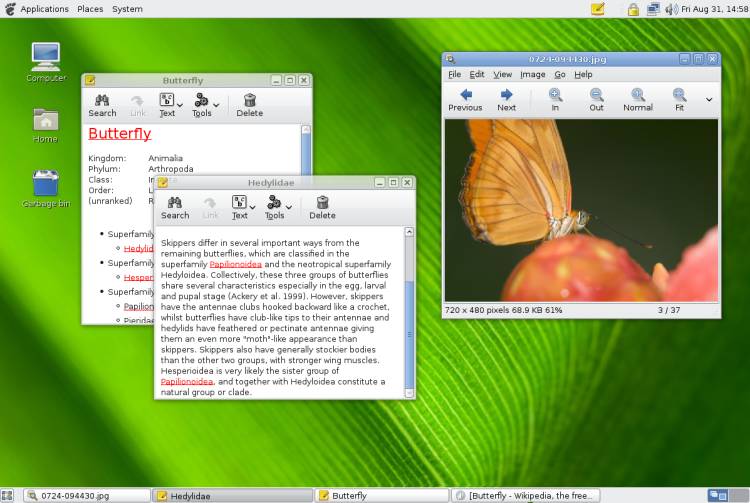 Applications Places System
Fri Aug 31, 14:58
Computer
Home
Garbage bin
Butterfly
Search Link Text Tools Delete
Butterfly
Kingdom: Animalia
Phylum: Arthropoda
Class:
Order:
(unranked)
Superfamily
Hedylid
Superfamily
Hesper
Superfamily
Papilion
Pieridae
Hedylidae
Search Link Text Tools Delete
Skippers differ in several important ways from the
remaining butterflies, which are classified in the
superfamily Papilionoidea and the neotropical superfamily
Hedyloidea. Collectively, these three groups of butterflies
share several characteristics especially in the egg, larval
and pupal stage (Ackery et al. 1999). However, skippers
have the antennae clubs hooked backward like a crochet,
whilst butterflies have club-like tips to their antennae and
hedylids have feathered or pectinate antennae giving
them an even more "moth"-like appearance than
skippers. Skippers also have generally stockier bodies
than the other two groups, with stronger wing muscles.
Hesperioidea is very likely the sister group of
Papilionoidea, and together with Hedyloidea constitute a
natural group or clade.
0724-094430.jpg
File Edit View Image Go Help
Previous Next In Out Normal Fit
720 x 480 pixels 68.9 KB 61% 3 / 37
0724-094430.jpg
Hedylidae
Butterfly
[Butterfly - Wikipedia, the free...